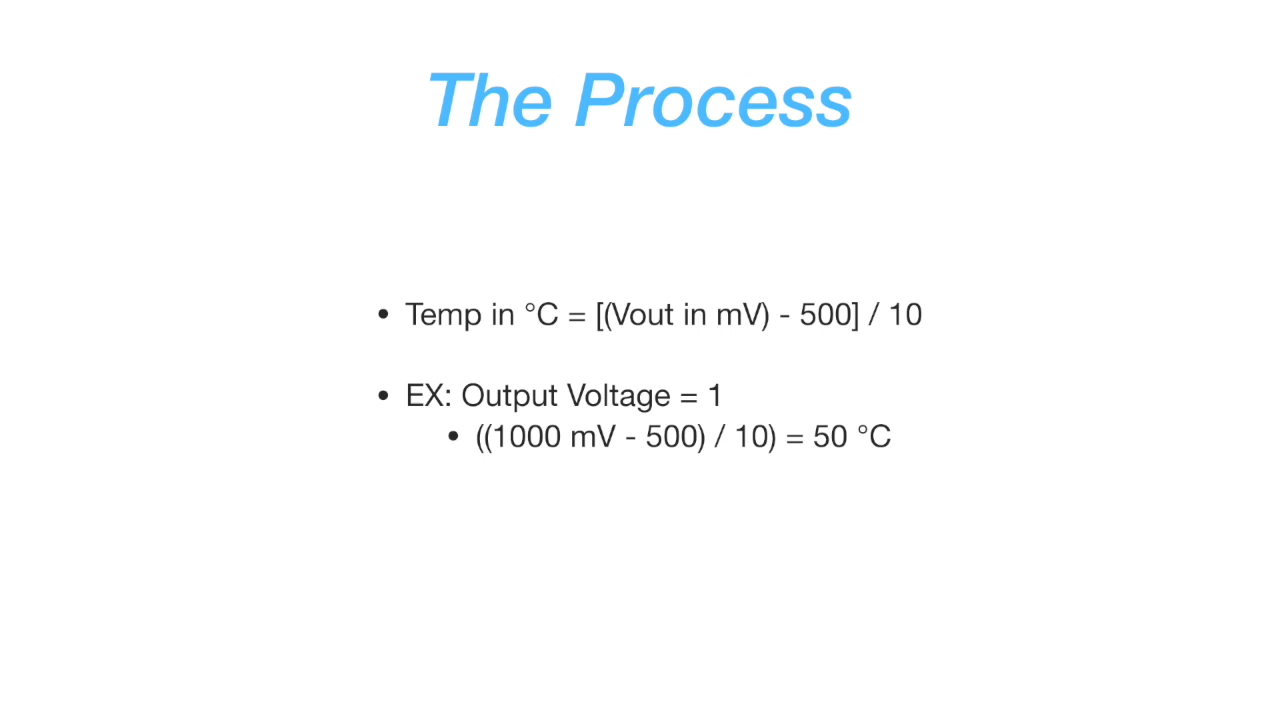 The Process
• Temp in °C = [(Vout in mV) - 500] / 10
• EX: Output Voltage = 1
• ((1000 mV - 500) / 10) = 50 °C